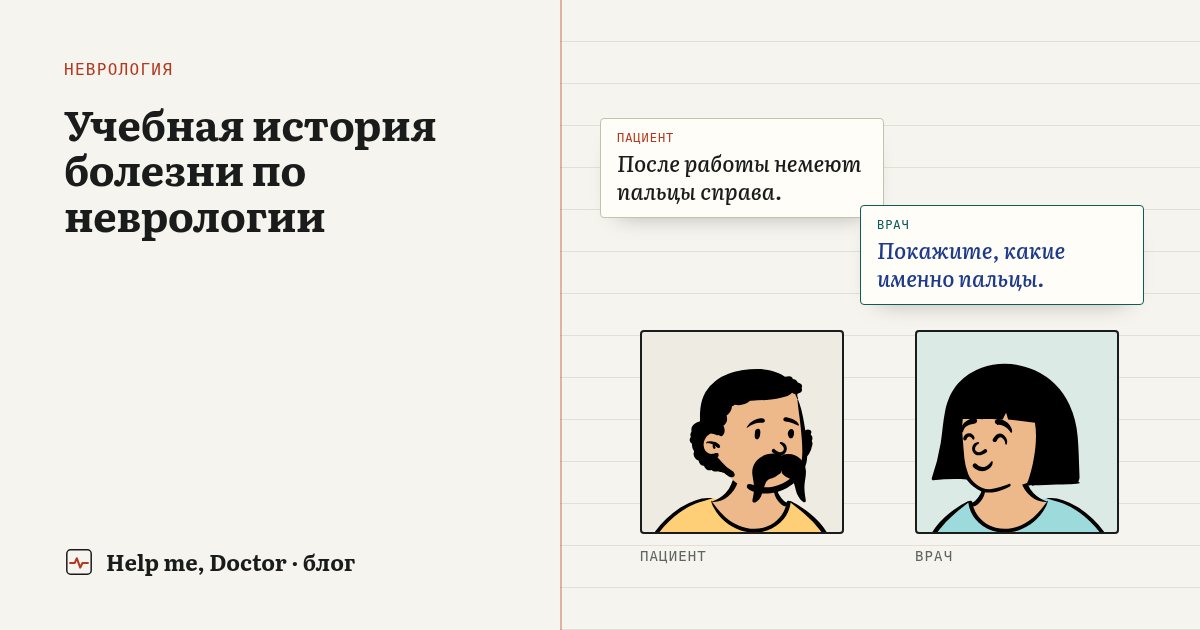 НЕВРОЛОГИЯ
Учебная история
болезни по
неврологии
ПАЦИЕНТ
После работы немеют
пальцы справа.
ВРАЧ
Покажите, какие
именно пальцы.
ПАЦИЕНТ
ВРАЧ
Help me, Doctor · блог